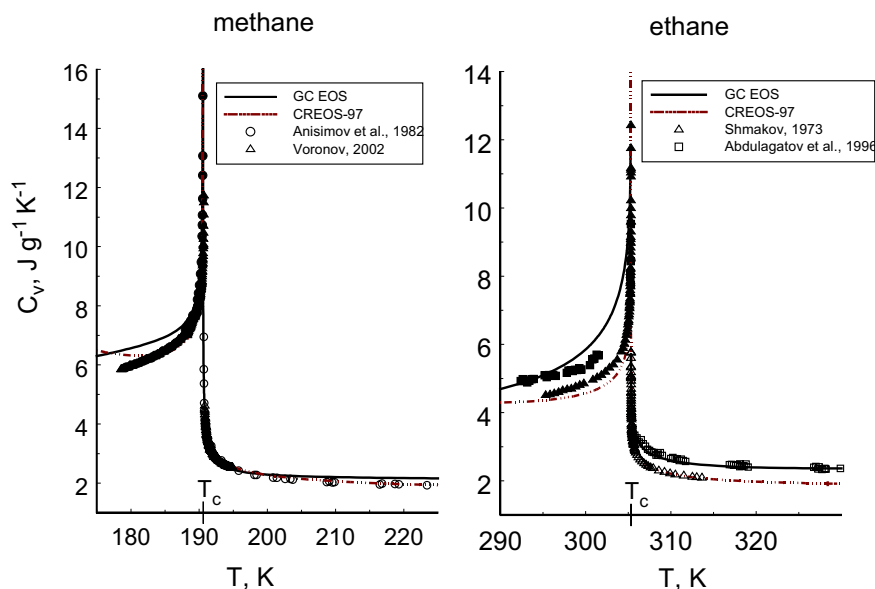 methane
16
14
12
10
8
6
4
2
C_v, J g⁻¹ K⁻¹
GC EOS
CREOS-97
Anisimov et al., 1982
Voronov, 2002
T_c
180 190 200 210 220
T, K
ethane
14
12
10
8
6
4
2
GC EOS
CREOS-97
Shmakov, 1973
Abdulagatov et al., 1996
T_c
290 300 310 320
T, K